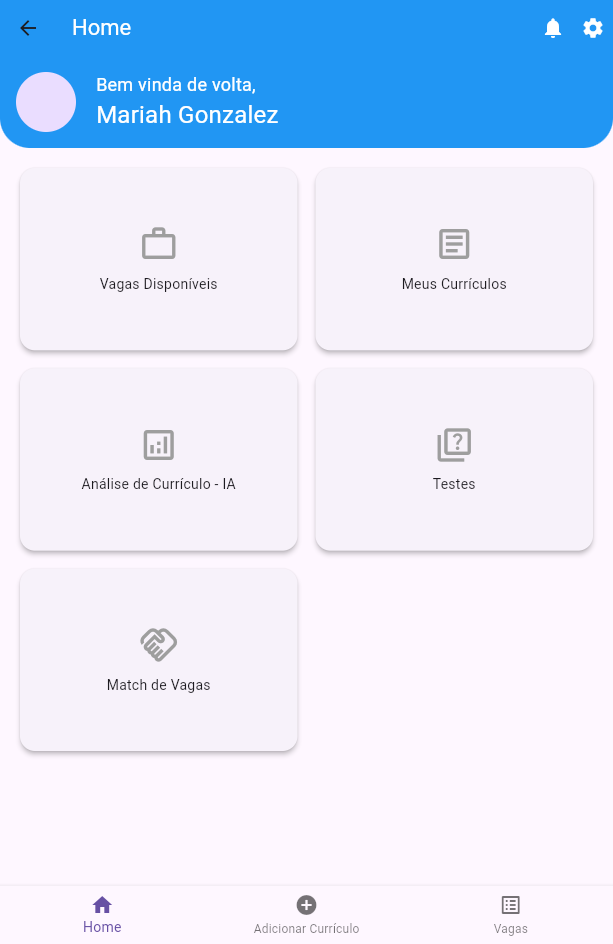 Home
Bem vinda de volta,
Mariah Gonzalez
Vagas Disponíveis
Meus Currículos
Análise de Currículo - IA
Testes
Match de Vagas
Home
Adicionar Currículo
Vagas